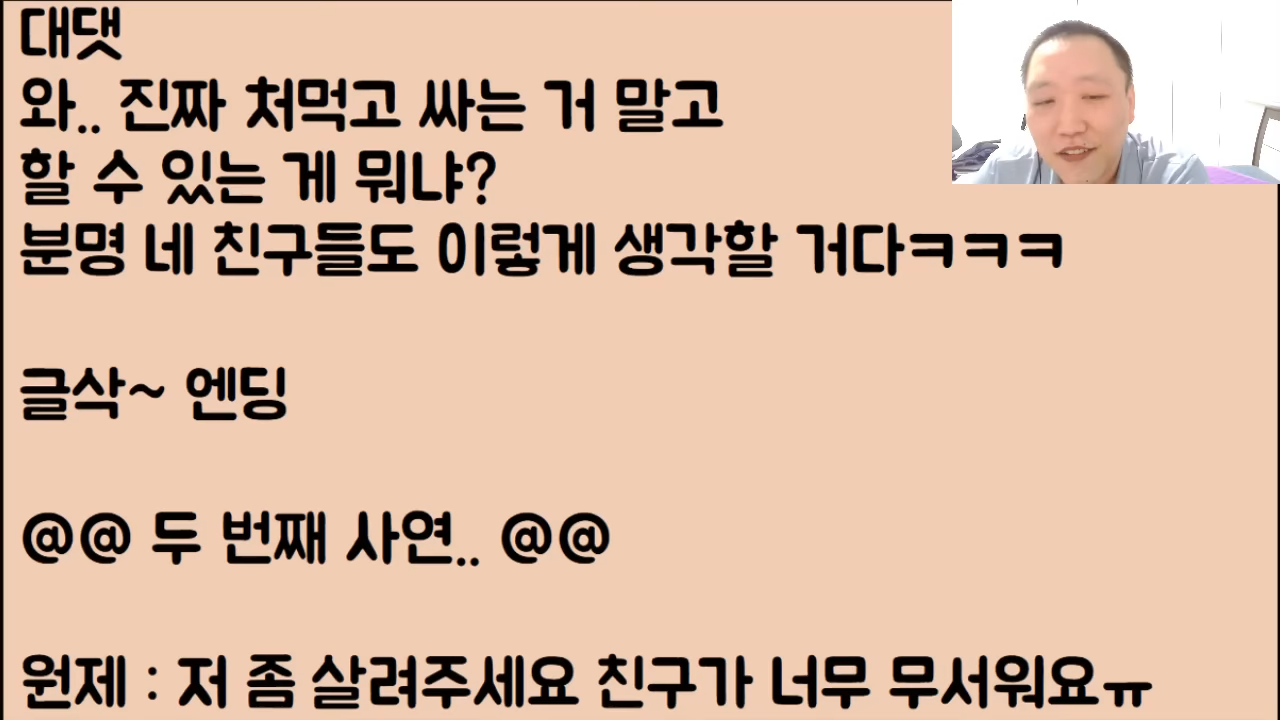 대댓
와.. 진짜 처먹고 싸는 거 말고
할 수 있는 게 뭐냐?
분명 네 친구들도 이렇게 생각할 거다ㅋㅋㅋ
글삭~ 엔딩
@@ 두 번째 사연.. @@
원제 : 저 좀 살려주세요 친구가 너무 무서워요ㅠ